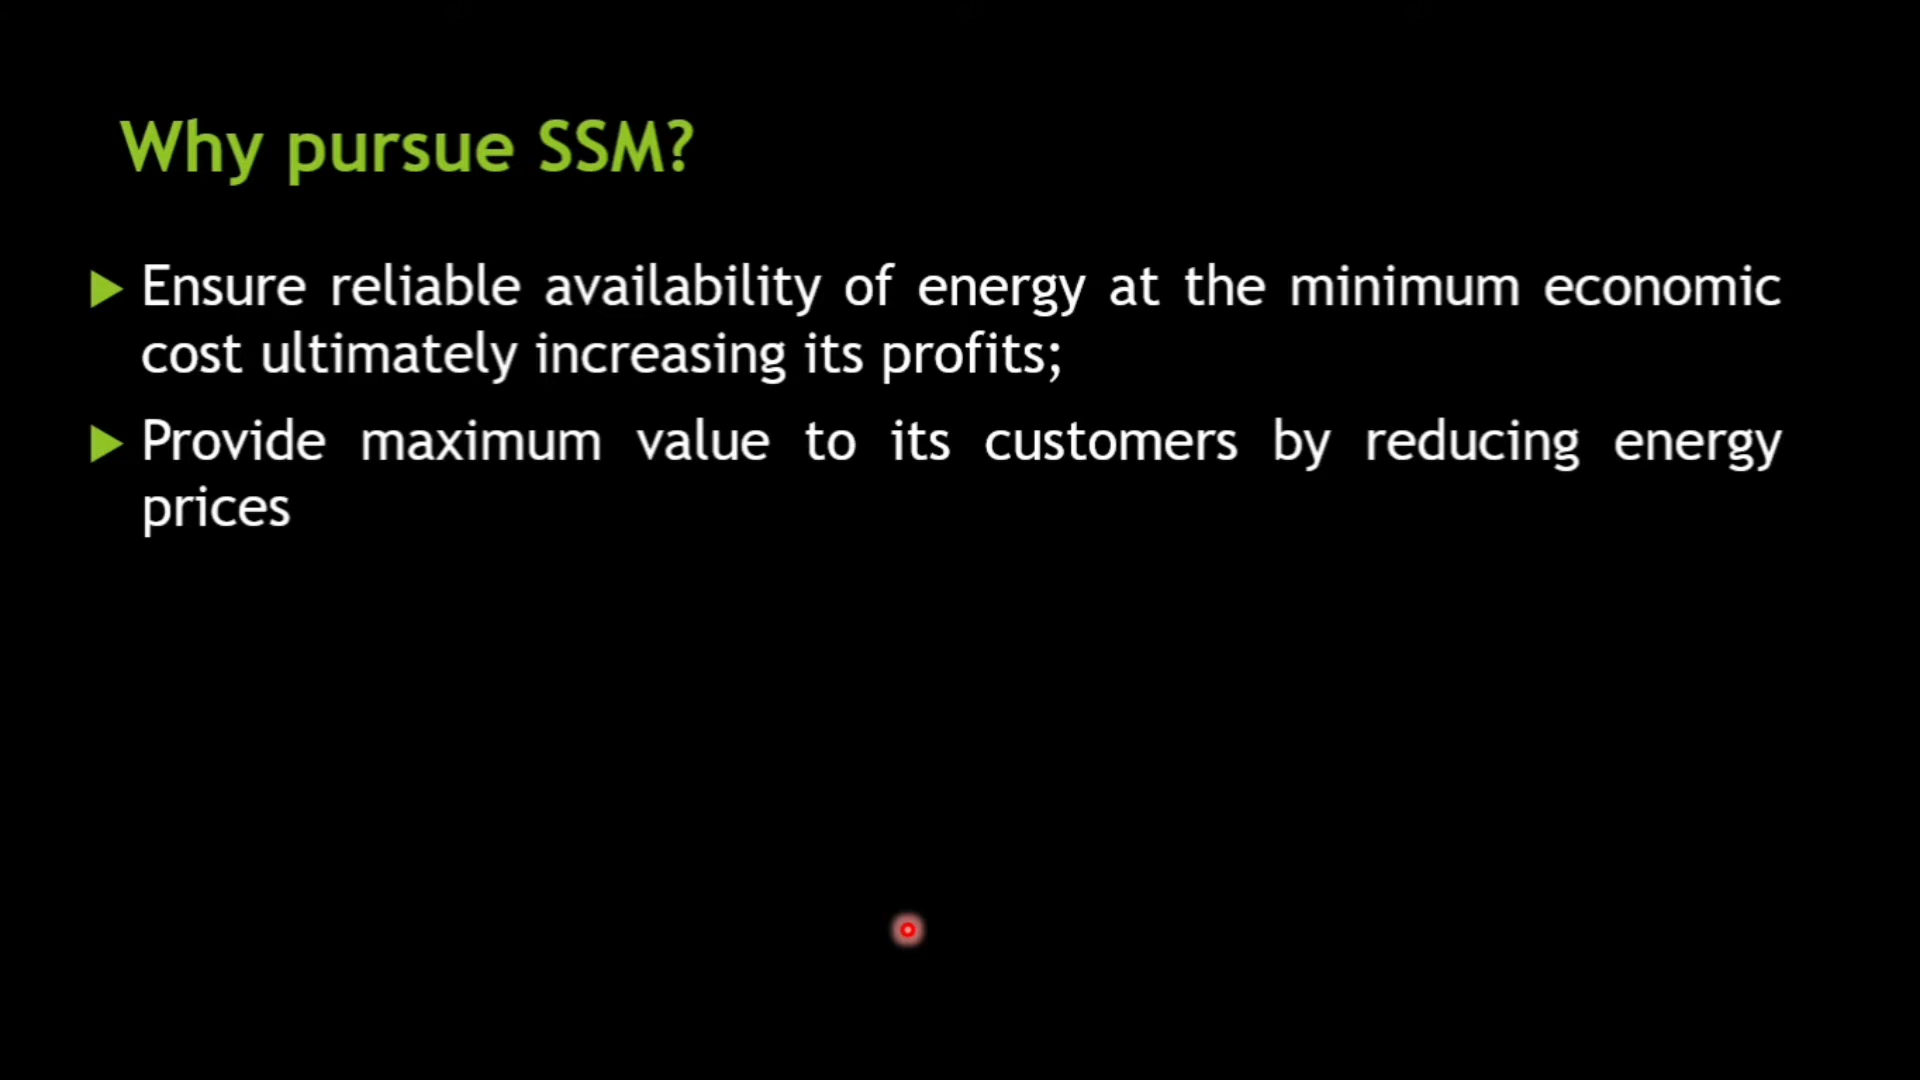 Why pursue SSM?
Ensure reliable availability of energy at the minimum economic
cost ultimately increasing its profits;
Provide maximum value to its customers by reducing energy
prices